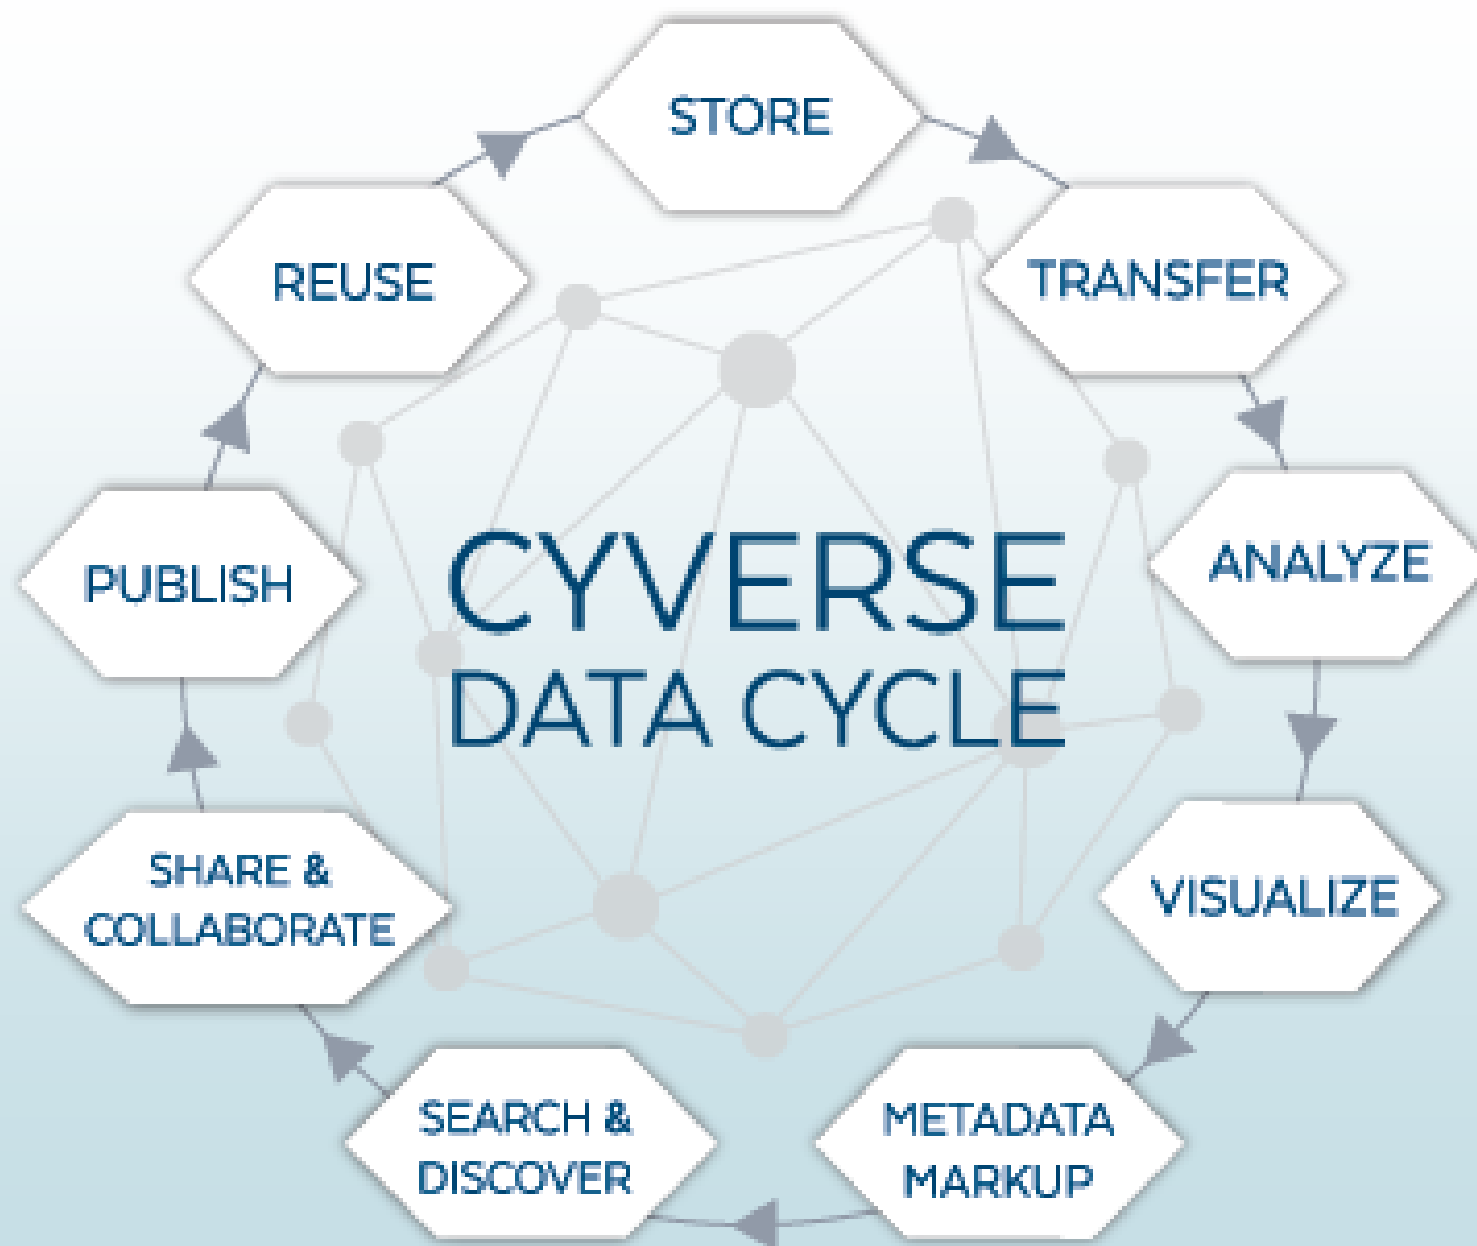 STORE
TRANSFER
ANALYZE
VISUALIZE
METADATA
MARKUP
SEARCH &
DISCOVER
SHARE &
COLLABORATE
PUBLISH
REUSE
CYVERSE
DATA CYCLE